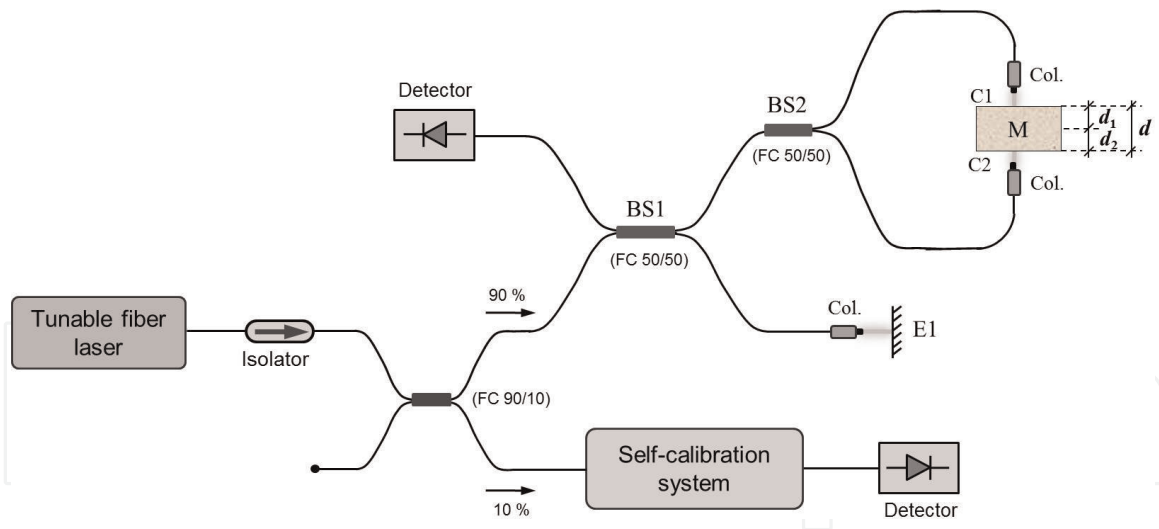 Detector
BS2
(FC 50/50)
Col.
C1
M
d₁
d
d₂
C2
Col.
BS1
(FC 50/50)
Col.
E1
90 %
Tunable fiber
laser
Isolator
(FC 90/10)
Self-calibration
system
10 %
Detector